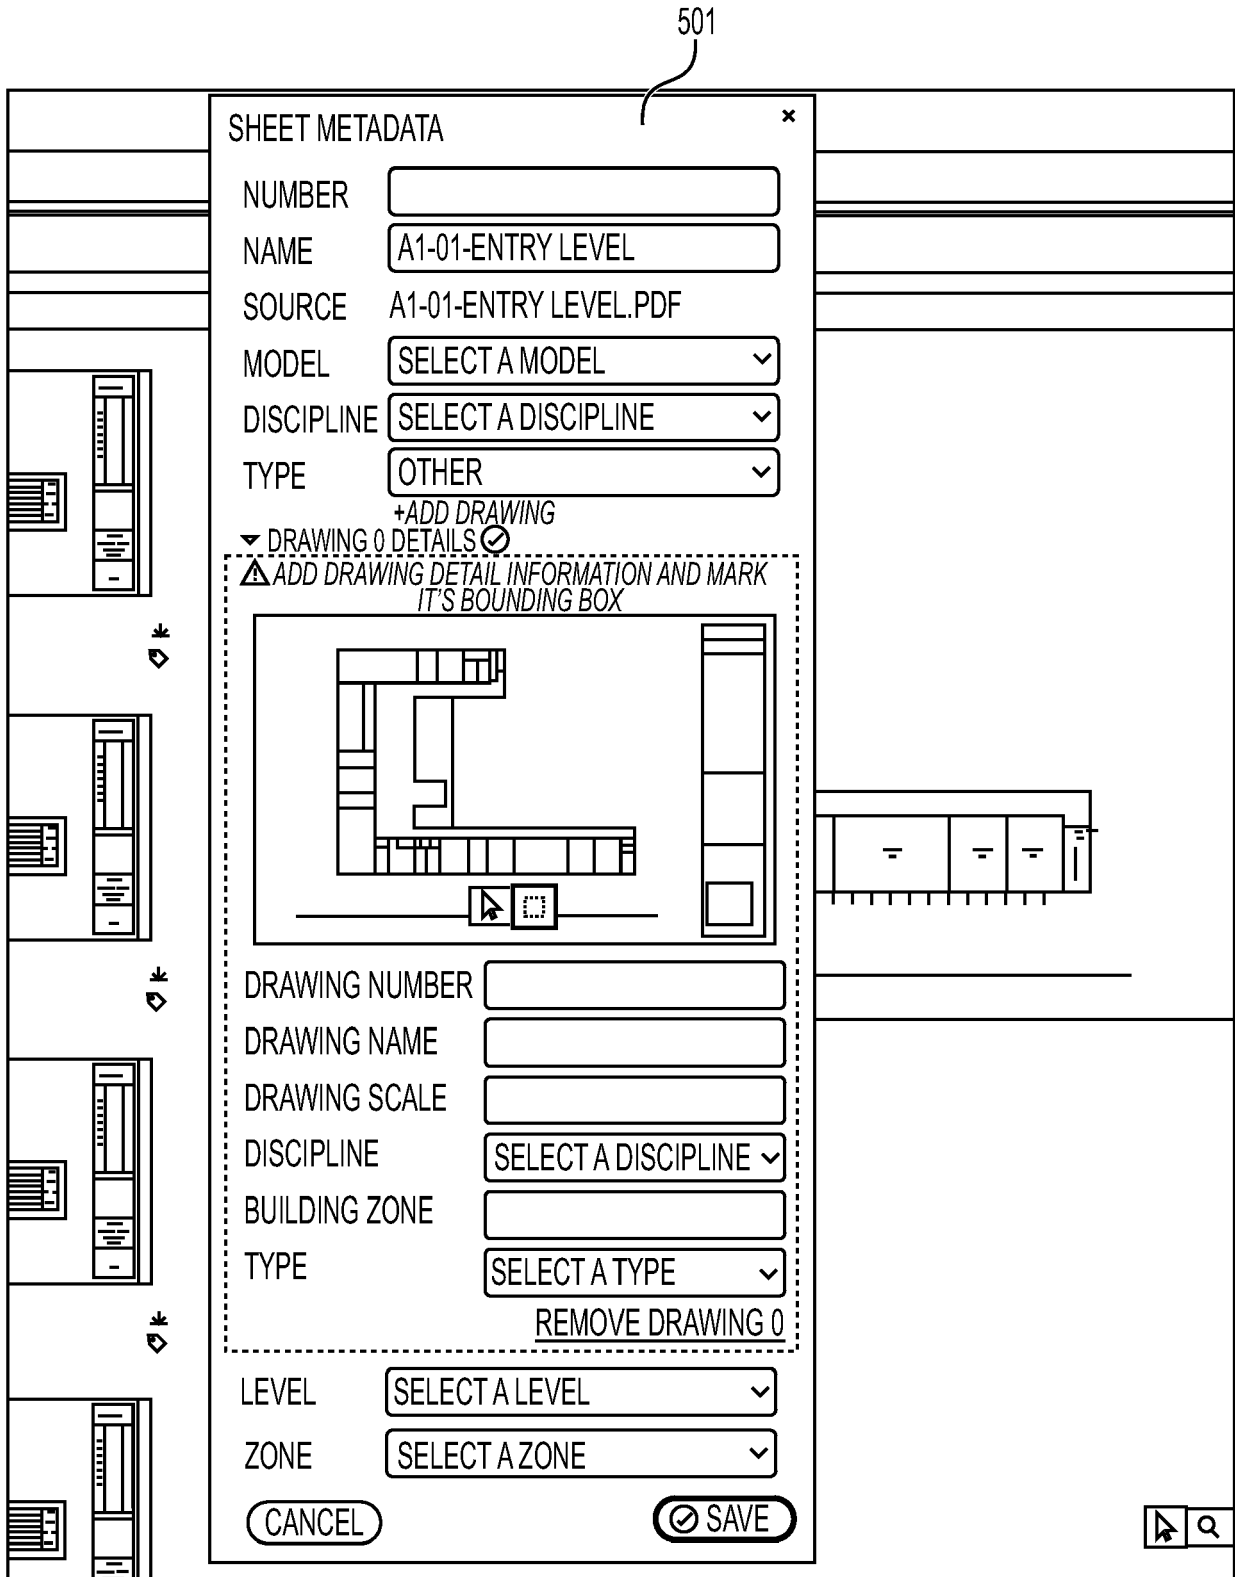 501
SHEET METADATA ×
NUMBER
NAME A1-01-ENTRY LEVEL
SOURCE A1-01-ENTRY LEVEL.PDF
MODEL SELECT A MODEL
DISCIPLINE SELECT A DISCIPLINE
TYPE OTHER
+ADD DRAWING
DRAWING 0 DETAILS
ADD DRAWING DETAIL INFORMATION AND MARK
IT'S BOUNDING BOX
DRAWING NUMBER
DRAWING NAME
DRAWING SCALE
DISCIPLINE SELECT A DISCIPLINE
BUILDING ZONE
TYPE SELECT A TYPE
REMOVE DRAWING 0
LEVEL SELECT A LEVEL
ZONE SELECT A ZONE
CANCEL SAVE